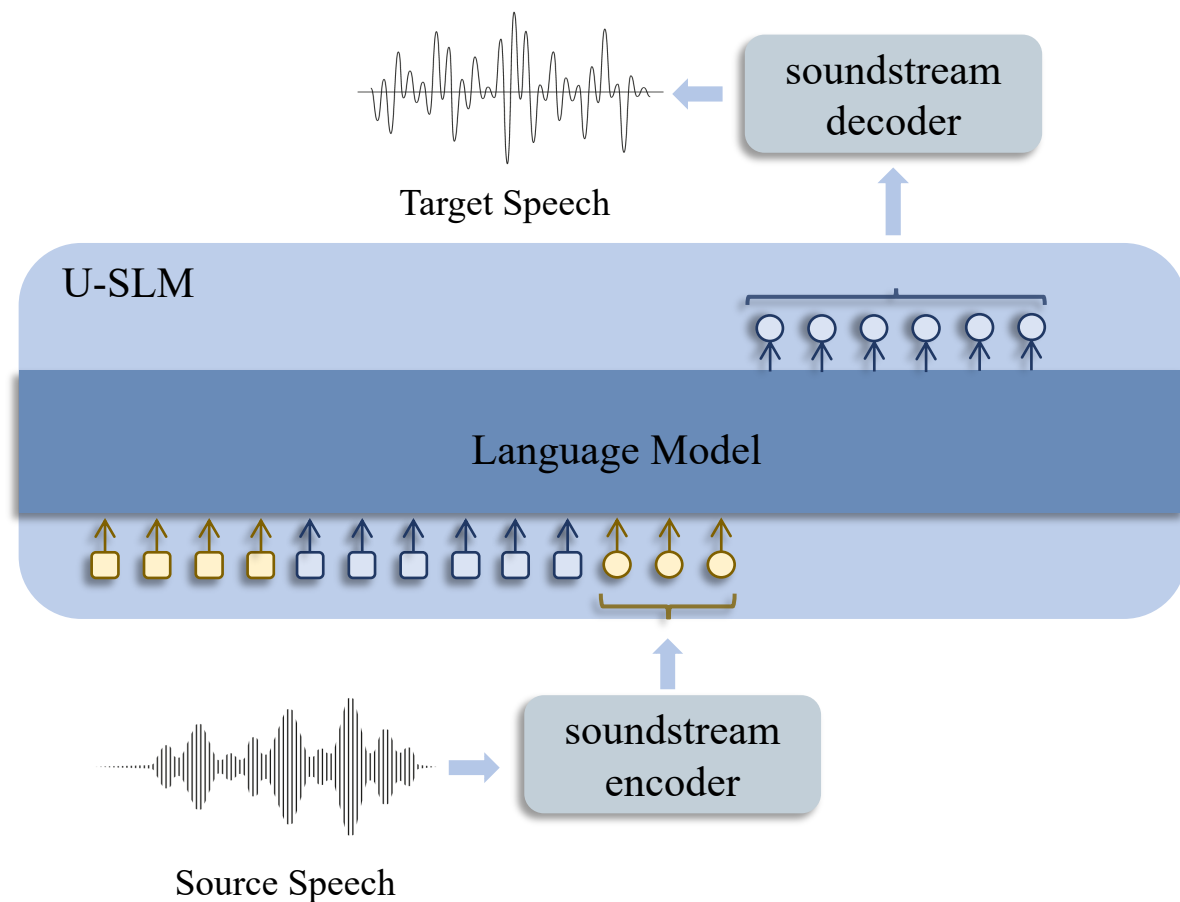 soundstream
decoder
Target Speech
U-SLM
Language Model
soundstream
encoder
Source Speech